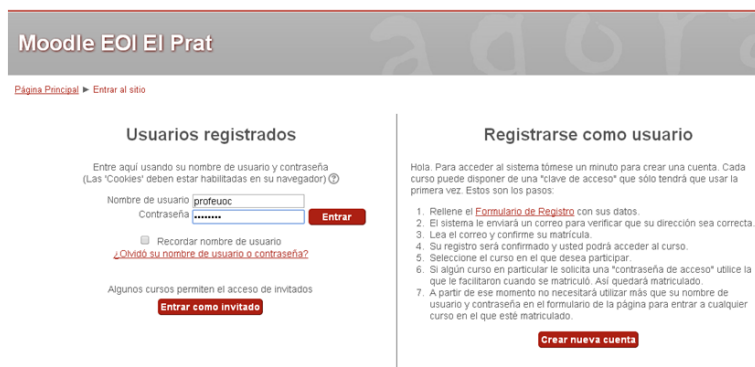 Moodle EOI El Prat
agora
Página Principal ► Entrar al sitio
Usuarios registrados
Entre aquí usando su nombre de usuario y contraseña
(Las 'Cookies' deben estar habilitadas en su navegador)
Nombre de usuario profeuoc
Contraseña ••••••••
Entrar
Recordar nombre de usuario
¿Olvidó su nombre de usuario o contraseña?
Algunos cursos permiten el acceso de invitados
Entrar como invitado
Registrarse como usuario
Hola. Para acceder al sistema tómese un minuto para crear una cuenta. Cada
curso puede disponer de una "clave de acceso" que sólo tendrá que usar la
primera vez. Estos son los pasos:
1. Rellene el Formulario de Registro con sus datos.
2. El sistema le enviará un correo para verificar que su dirección sea correcta.
3. Lea el correo y confirme su matrícula.
4. Su registro será confirmado y usted podrá acceder al curso.
5. Seleccione el curso en el que desea participar.
6. Si algún curso en particular le solicita una "contraseña de acceso" utilice la
que le facilitaron cuando se matriculó. Así quedará matriculado.
7. A partir de ese momento no necesitará utilizar más que su nombre de
usuario y contraseña en el formulario de la página para entrar a cualquier
curso en el que esté matriculado.
Crear nueva cuenta